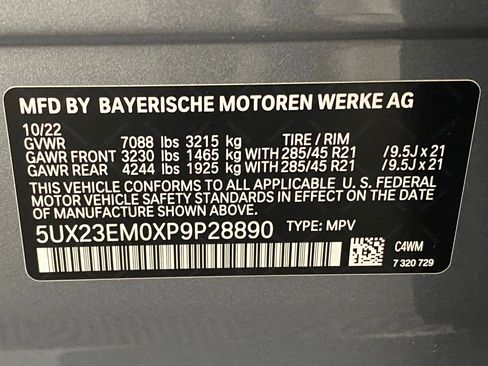 MFD BY BAYERISCHE MOTOREN WERKE AG
10/22
GVWR 7088 lbs 3215 kg TIRE / RIM
GAWR FRONT 3230 lbs 1465 kg WITH 285/45 R21 / 9.5J x 21
GAWR REAR 4244 lbs 1925 kg WITH 285/45 R21 / 9.5J x 21
THIS VEHICLE CONFORMS TO ALL APPLICABLE U. S. FEDERAL
MOTOR VEHICLE SAFETY STANDARDS IN EFFECT ON THE DATE
OF MANUFACTURE SHOWN ABOVE.
5UX23EM0XP9P28890 TYPE: MPV
C4WM
7 320 729